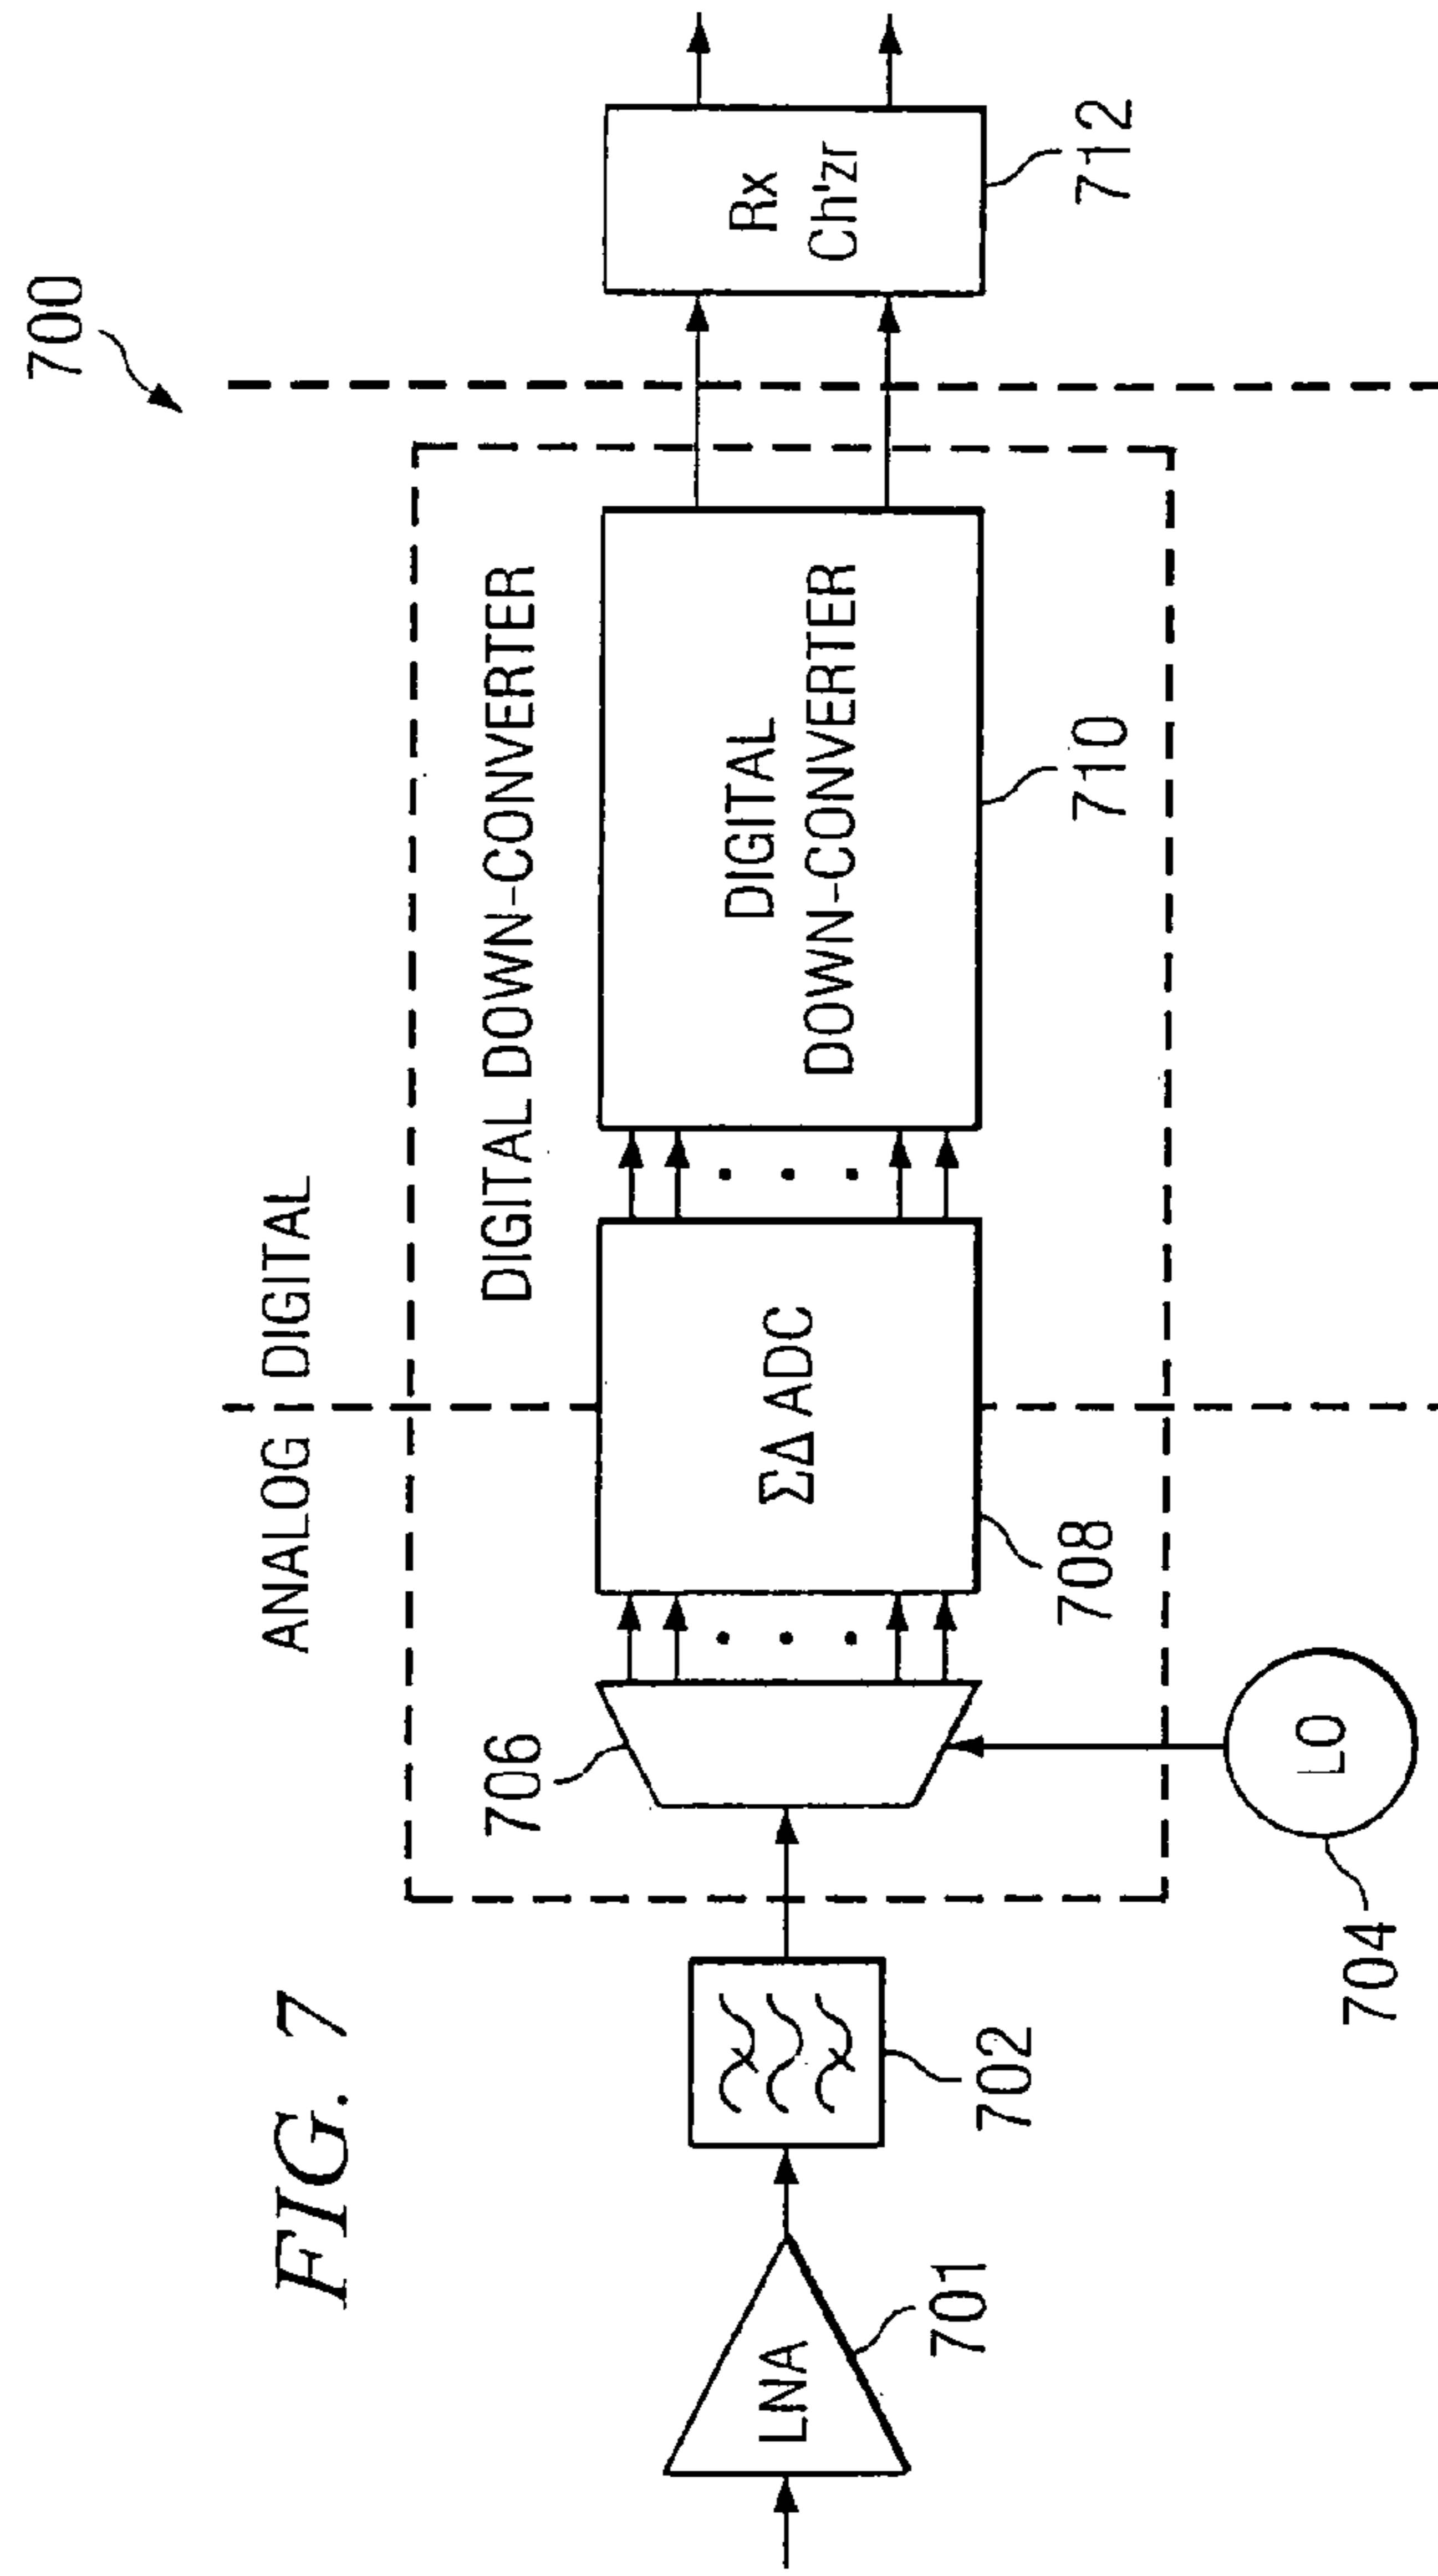 FIG. 7
700
ANALOG
DIGITAL
DIGITAL DOWN-CONVERTER
LNA
701
702
706
LO
704
ΣΔ ADC
708
DIGITAL
DOWN-CONVERTER
710
Rx
Ch'zr
712